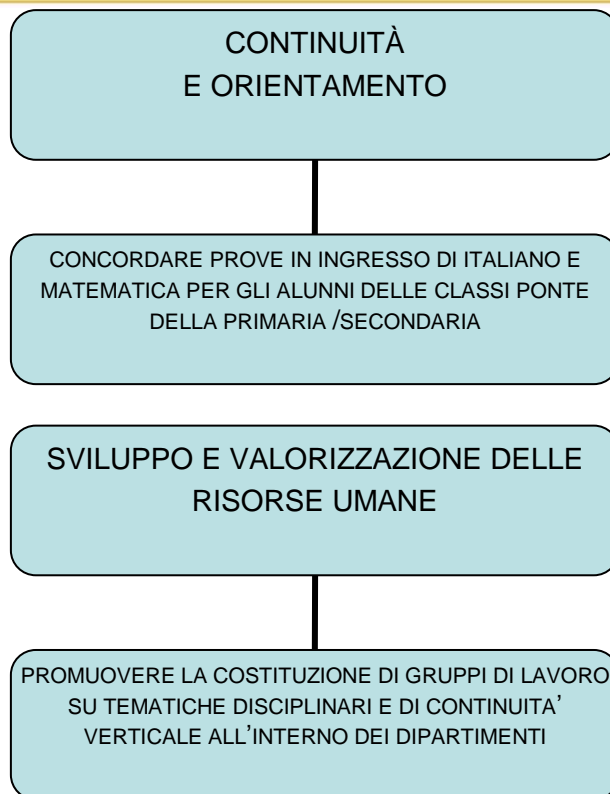 CONTINUITÀ
E ORIENTAMENTO
CONCORDARE PROVE IN INGRESSO DI ITALIANO E
MATEMATICA PER GLI ALUNNI DELLE CLASSI PONTE
DELLA PRIMARIA /SECONDARIA
SVILUPPO E VALORIZZAZIONE DELLE
RISORSE UMANE
PROMUOVERE LA COSTITUZIONE DI GRUPPI DI LAVORO
SU TEMATICHE DISCIPLINARI E DI CONTINUITA’
VERTICALE ALL’INTERNO DEI DIPARTIMENTI